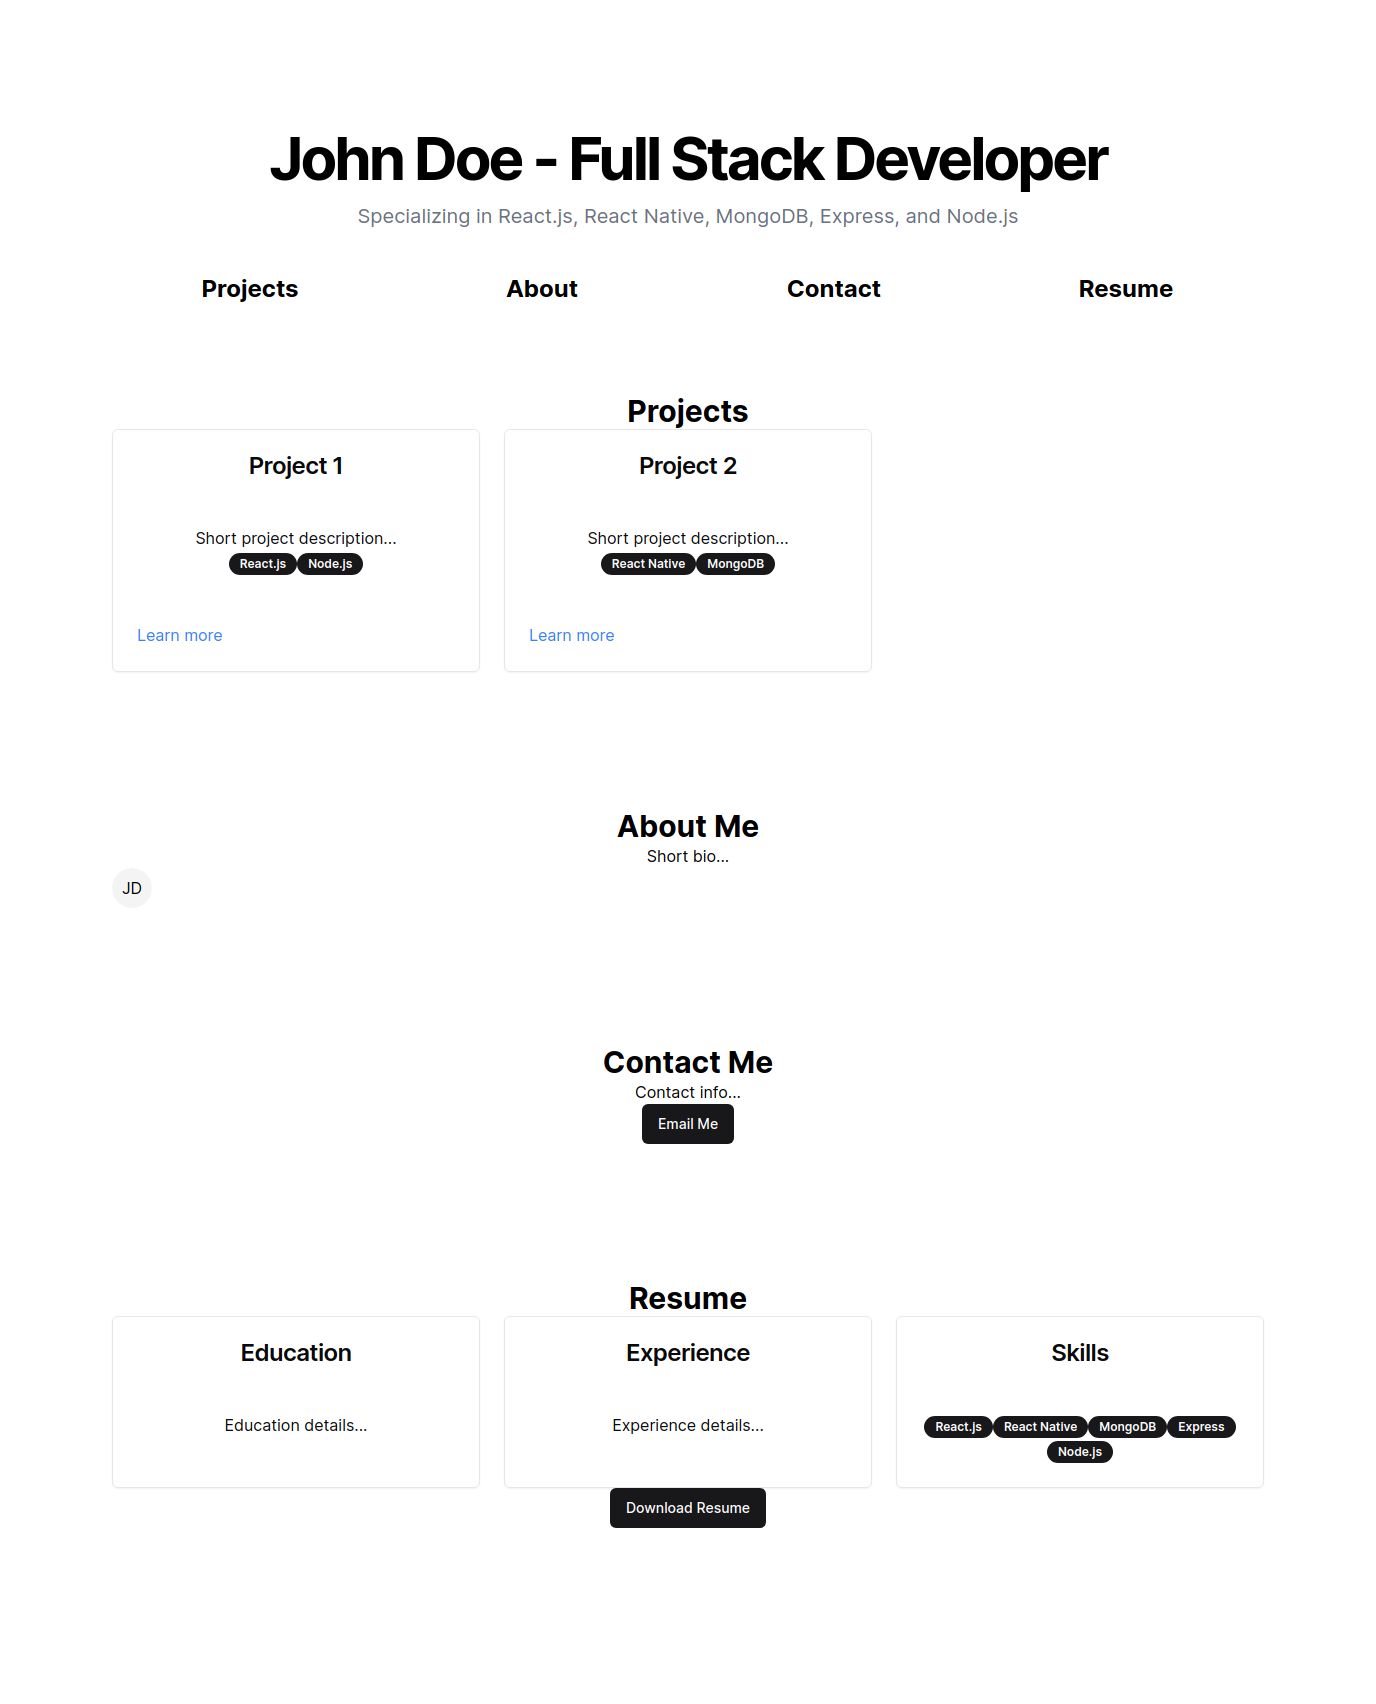 John Doe - Full Stack Developer
Specializing in React.js, React Native, MongoDB, Express, and Node.js
Projects About Contact Resume
Projects
Project 1
Short project description...
React.js Node.js
Learn more
Project 2
Short project description...
React Native MongoDB
Learn more
About Me
Short bio...
JD
Contact Me
Contact info...
Email Me
Resume
Education
Education details...
Experience
Experience details...
Skills
React.js React Native MongoDB Express
Node.js
Download Resume